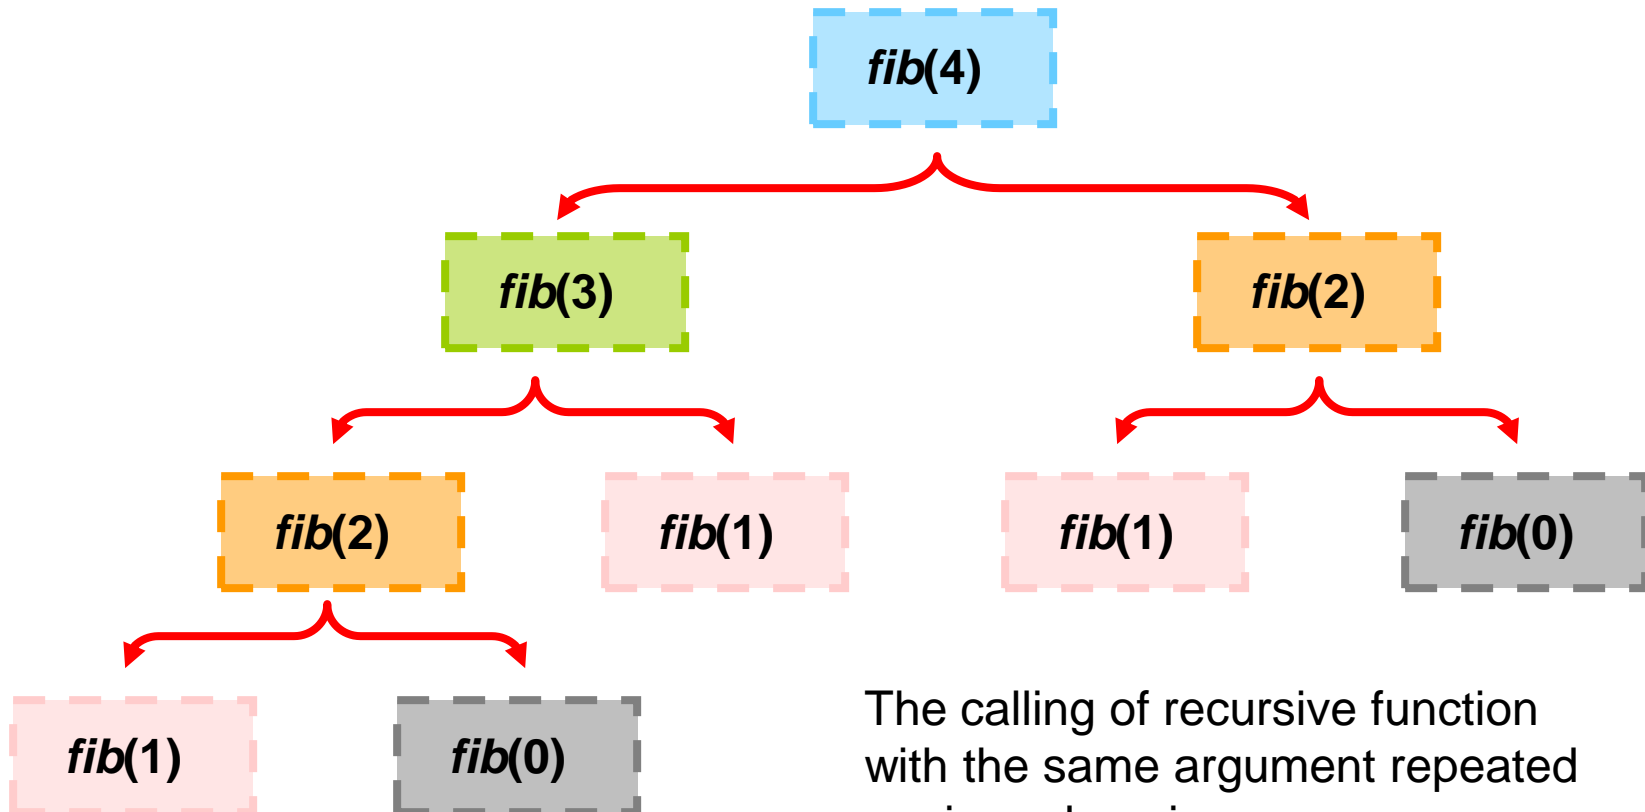 fib(4)
fib(3)
fib(2)
fib(2)
fib(1)
fib(1)
fib(0)
fib(1)
fib(0)
The calling of recursive function
with the same argument repeated